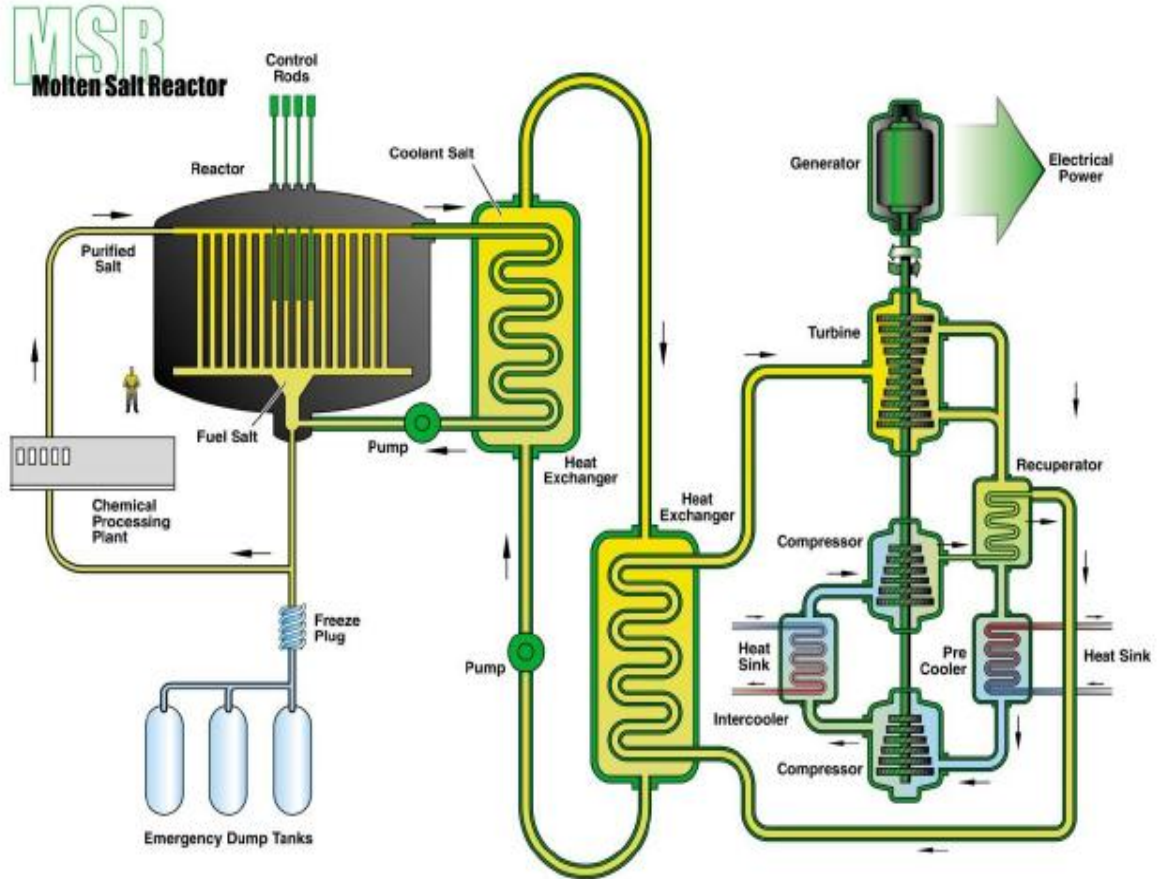 MSR
Molten Salt Reactor
Control
Rods
Reactor
Coolant Salt
Purified
Salt
Fuel Salt
Pump
Heat
Exchanger
Chemical
Processing
Plant
Freeze
Plug
Emergency Dump Tanks
Pump
Heat
Exchanger
Generator
Electrical
Power
Turbine
Recuperator
Compressor
Heat
Sink
Pre
Cooler
Heat Sink
Intercooler
Compressor